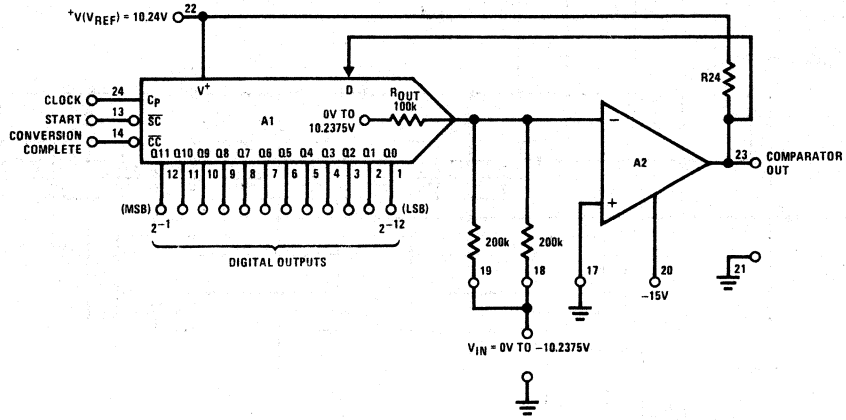 +V(VREF) = 10.24V 22
24
CLOCK
13
START
14
CONVERSION
COMPLETE
V+
D
CP
SC
CC
A1
ROUT
100k
0V TO
10.2375V
Q11 Q10 Q9 Q8 Q7 Q6 Q5 Q4 Q3 Q2 Q1 Q0
12 11 10 9 8 7 6 5 4 3 2 1
(MSB) (LSB)
2-1 2-12
DIGITAL OUTPUTS
R24
−
A2
+
23
COMPARATOR
OUT
200k 200k
19 18 17 20 21
−15V
VIN = 0V TO −10.2375V